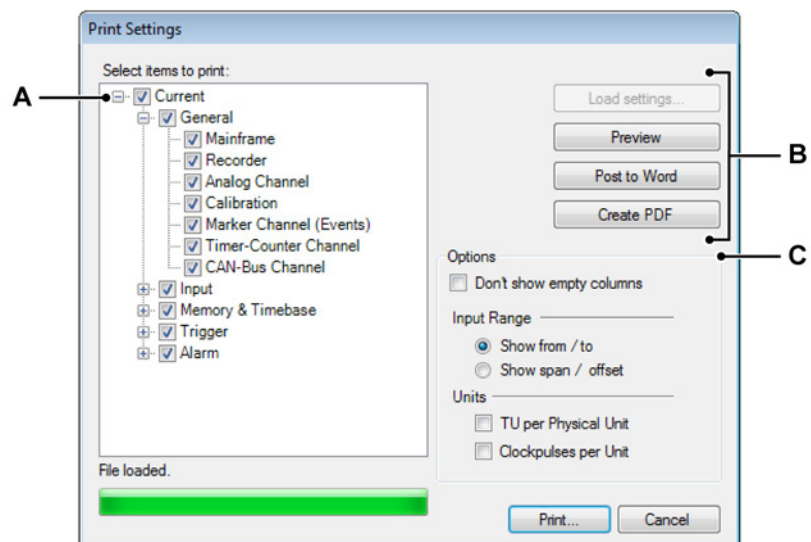 Print Settings
Select items to print:
A
Current
General
Mainframe
Recorder
Analog Channel
Calibration
Marker Channel (Events)
Timer-Counter Channel
CAN-Bus Channel
Input
Memory & Timebase
Trigger
Alarm
File loaded.
Load settings...
Preview
Post to Word
Create PDF
B
C
Options
Don't show empty columns
Input Range
Show from / to
Show span / offset
Units
TU per Physical Unit
Clockpulses per Unit
Print...
Cancel